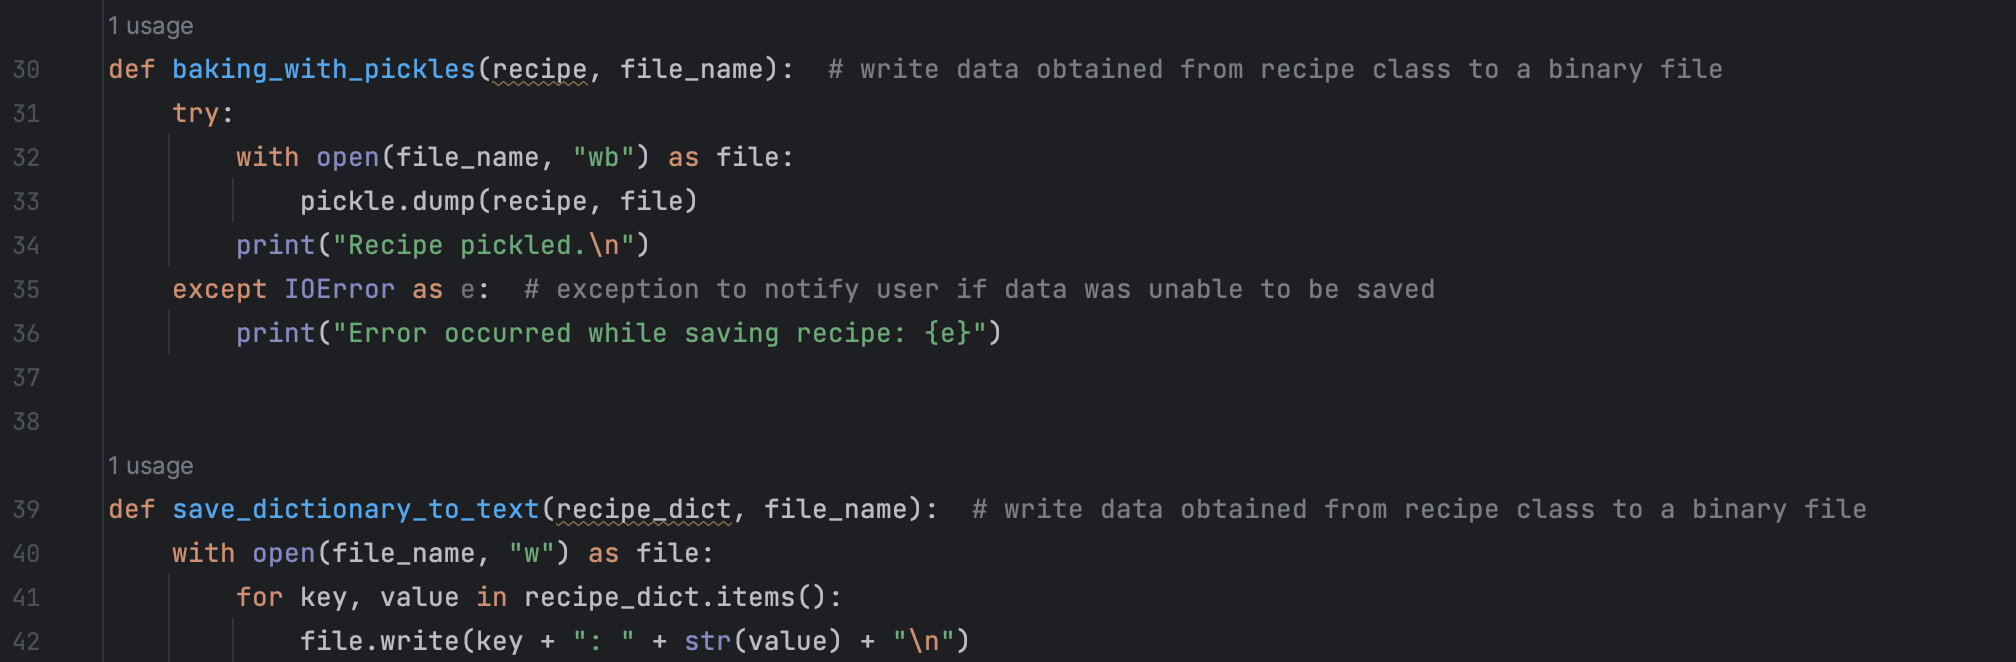 1 usage
30 def baking_with_pickles(recipe, file_name):  # write data obtained from recipe class to a binary file
31     try:
32         with open(file_name, "wb") as file:
33             pickle.dump(recipe, file)
34         print("Recipe pickled.\n")
35     except IOError as e:  # exception to notify user if data was unable to be saved
36         print("Error occurred while saving recipe: {e}")
37
38
1 usage
39 def save_dictionary_to_text(recipe_dict, file_name):  # write data obtained from recipe class to a binary file
40     with open(file_name, "w") as file:
41         for key, value in recipe_dict.items():
42             file.write(key + ": " + str(value) + "\n")